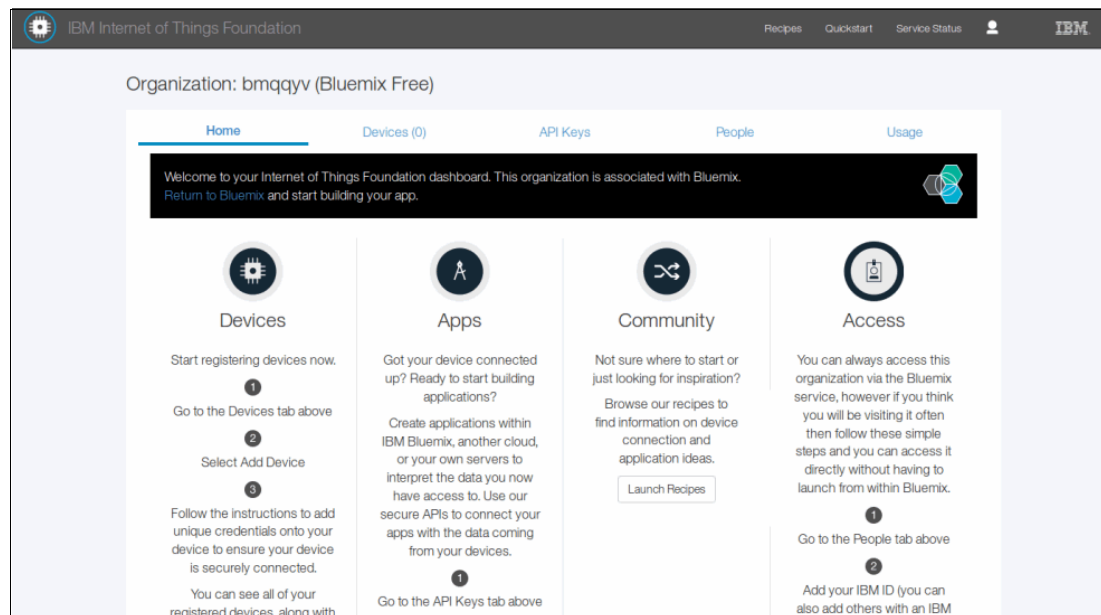 IBM Internet of Things Foundation
Recipes Quickstart Service Status IBM
Organization: bmqqyv (Bluemix Free)
Home Devices (0) API Keys People Usage
Welcome to your Internet of Things Foundation dashboard. This organization is associated with Bluemix.
Return to Bluemix and start building your app.
Devices
Start registering devices now.
1
Go to the Devices tab above
2
Select Add Device
3
Follow the instructions to add
unique credentials onto your
device to ensure your device
is securely connected.
You can see all of your
registered devices, along with
Apps
Got your device connected
up? Ready to start building
applications?
Create applications within
IBM Bluemix, another cloud,
or your own servers to
interpret the data you now
have access to. Use our
secure APIs to connect your
apps with the data coming
from your devices.
1
Go to the API Keys tab above
Community
Not sure where to start or
just looking for inspiration?
Browse our recipes to
find information on device
connection and
application ideas.
Launch Recipes
Access
You can always access this
organization via the Bluemix
service, however if you think
you will be visiting it often
then follow these simple
steps and you can access it
directly without having to
launch from within Bluemix.
1
Go to the People tab above
2
Add your IBM ID (you can
also add others with an IBM